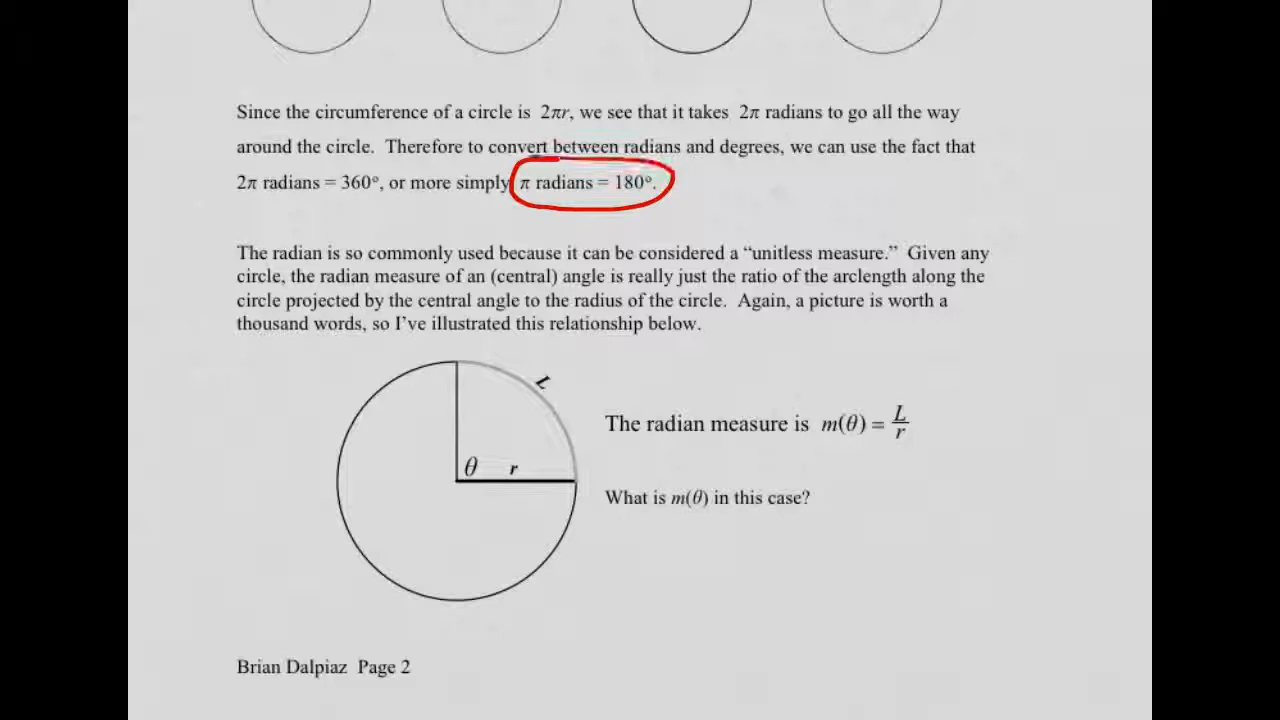 Since the circumference of a circle is 2πr, we see that it takes 2π radians to go all the way
around the circle. Therefore to convert between radians and degrees, we can use the fact that
2π radians = 360°, or more simply π radians = 180°.
The radian is so commonly used because it can be considered a “unitless measure.” Given any
circle, the radian measure of an (central) angle is really just the ratio of the arclength along the
circle projected by the central angle to the radius of the circle. Again, a picture is worth a
thousand words, so I’ve illustrated this relationship below.
L
θ r
The radian measure is m(θ) = L/r
What is m(θ) in this case?
Brian Dalpiaz Page 2